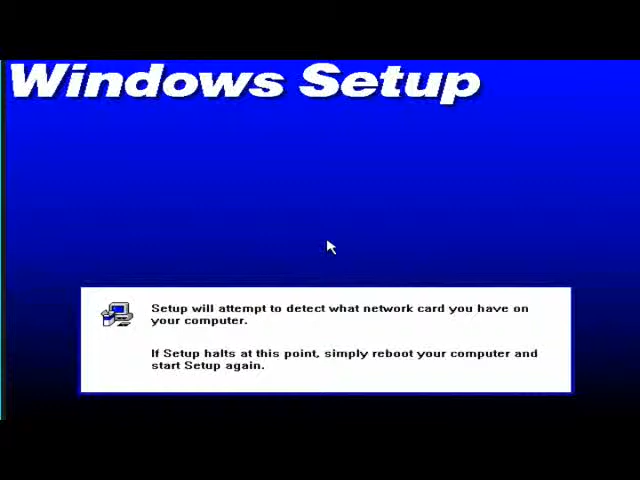 Windows Setup
Setup will attempt to detect what network card you have on
your computer.
If Setup halts at this point, simply reboot your computer and
start Setup again.